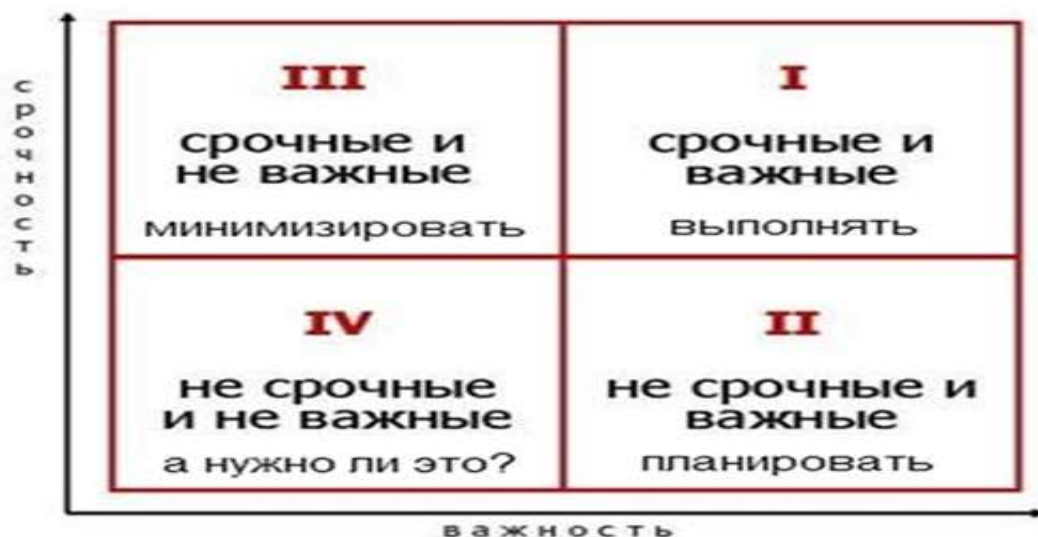 срочность
III
срочные и
не важные
минимизировать
I
срочные и
важные
выполнять
IV
не срочные
и не важные
а нужно ли это?
II
не срочные и
важные
планировать
важность